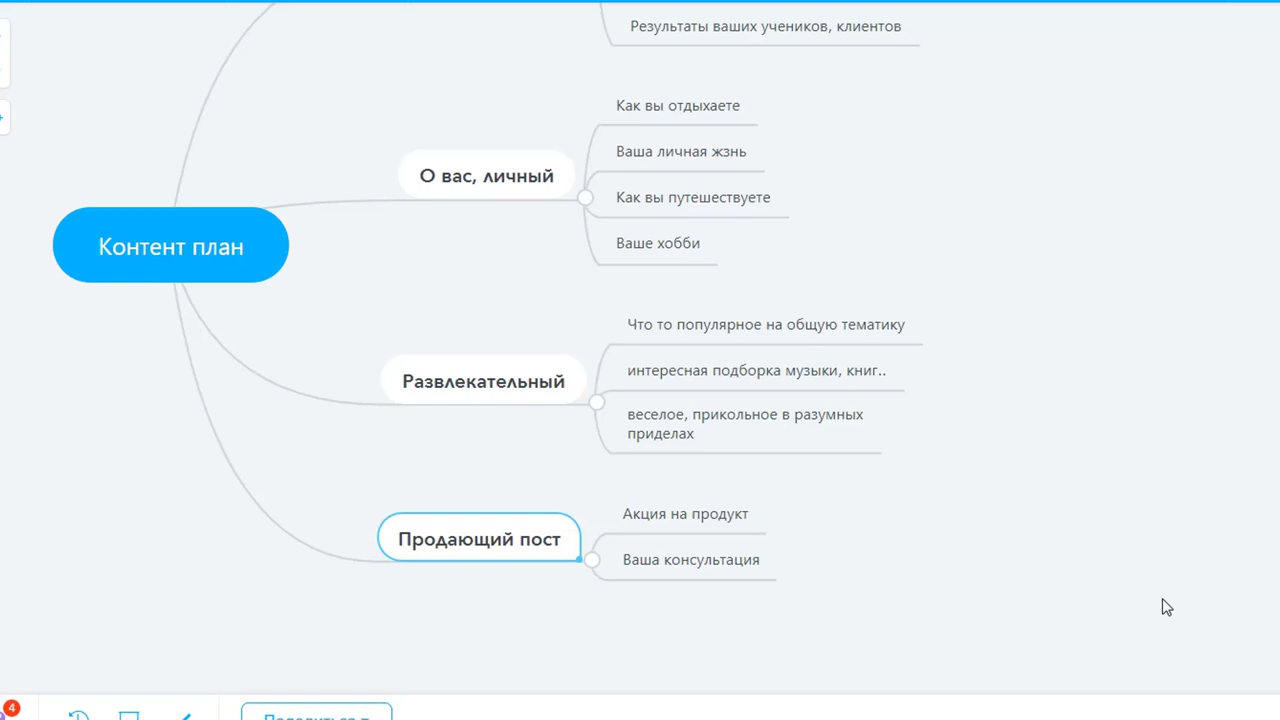 Результаты ваших учеников, клиентов
Как вы отдыхаете
Ваша личная жзнь
О вас, личный
Как вы путешествуете
Ваше хобби
Контент план
Что то популярное на общую тематику
интересная подборка музыки, книг..
Развлекательный
веселое, прикольное в разумных
приделах
Акция на продукт
Продающий пост
Ваша консультация
4
Поделиться